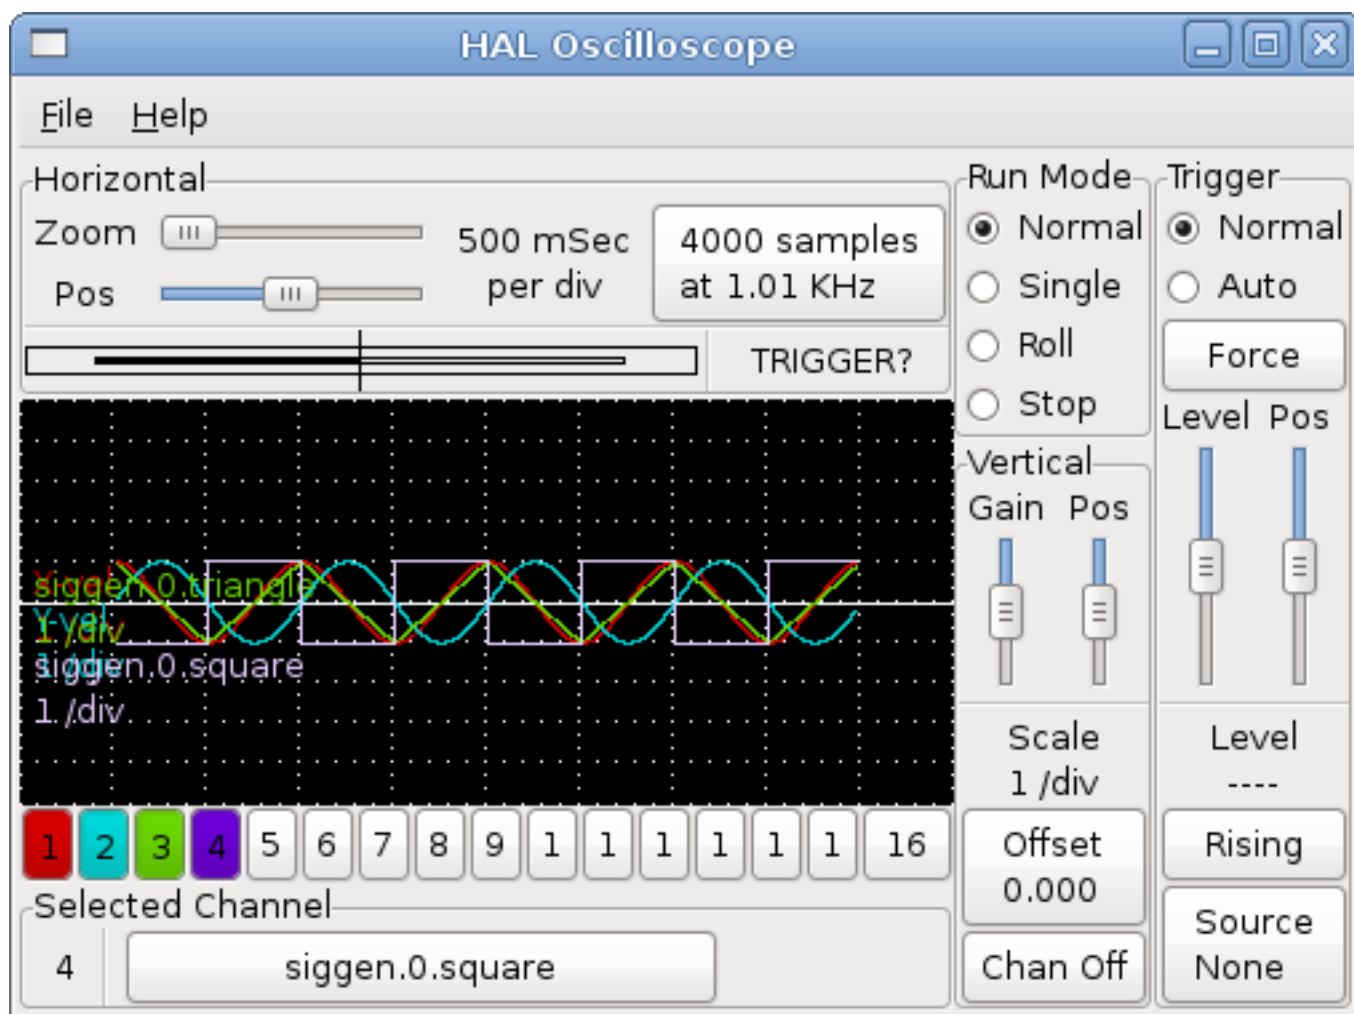 HAL Oscilloscope
File Help
Horizontal
Zoom
Pos
500 mSec
per div
4000 samples
at 1.01 KHz
TRIGGER?
Run Mode
Normal
Single
Roll
Stop
Trigger
Normal
Auto
Force
Level Pos
Vertical
Gain Pos
Scale
1 /div
Offset
0.000
Chan Off
Level
----
Rising
Source
None
siggen.0.triangle
1 /div
siggen.0.square
1 /div
1 2 3 4 5 6 7 8 9 1 1 1 1 1 1 16
Selected Channel
4 siggen.0.square